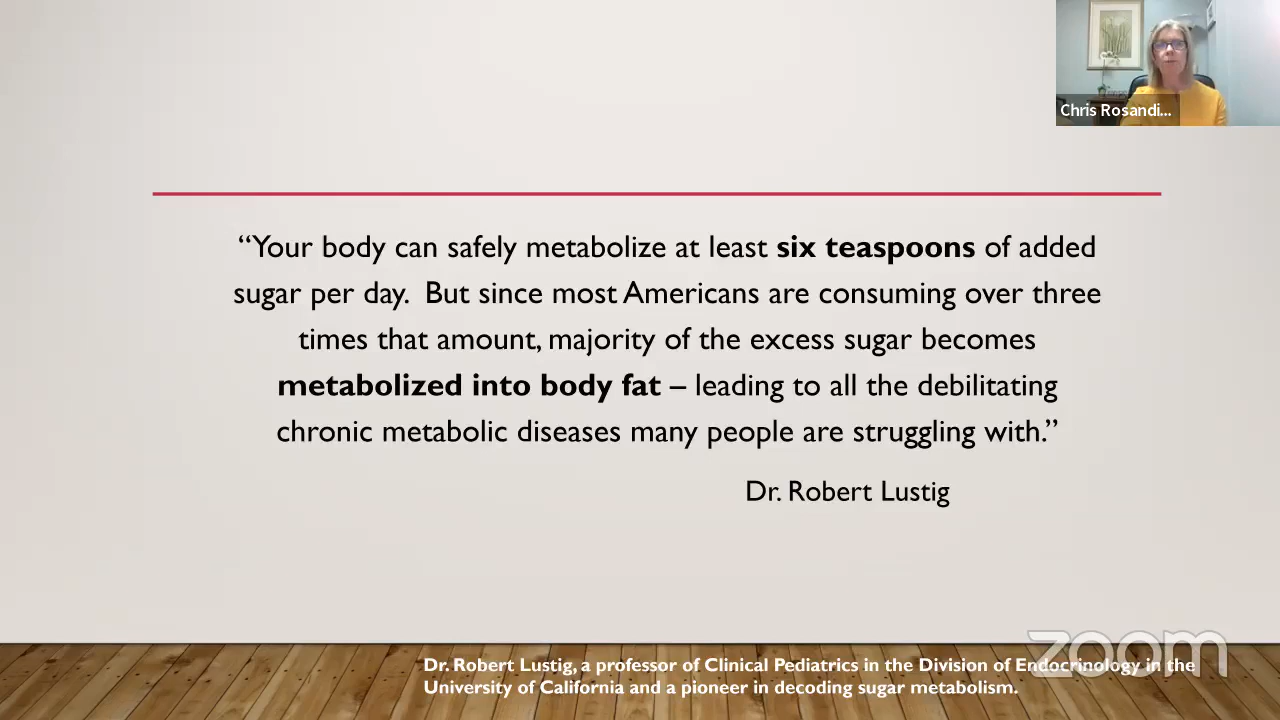 Chris Rosandi...
“Your body can safely metabolize at least six teaspoons of added
sugar per day.  But since most Americans are consuming over three
times that amount, majority of the excess sugar becomes
metabolized into body fat – leading to all the debilitating
chronic metabolic diseases many people are struggling with.”
Dr. Robert Lustig
zoom
Dr. Robert Lustig, a professor of Clinical Pediatrics in the Division of Endocrinology in the
University of California and a pioneer in decoding sugar metabolism.